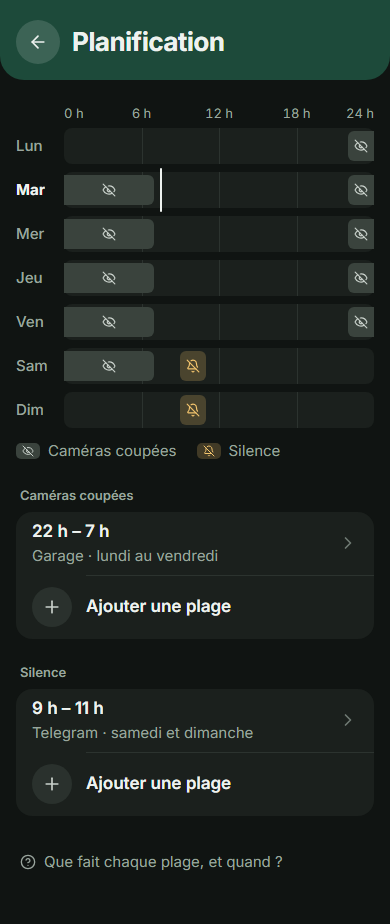 Planification
0 h 6 h 12 h 18 h 24 h
Lun
Mar
Mer
Jeu
Ven
Sam
Dim
Caméras coupées Silence
Caméras coupées
22 h – 7 h
Garage · lundi au vendredi
Ajouter une plage
Silence
9 h – 11 h
Telegram · samedi et dimanche
Ajouter une plage
Que fait chaque plage, et quand ?